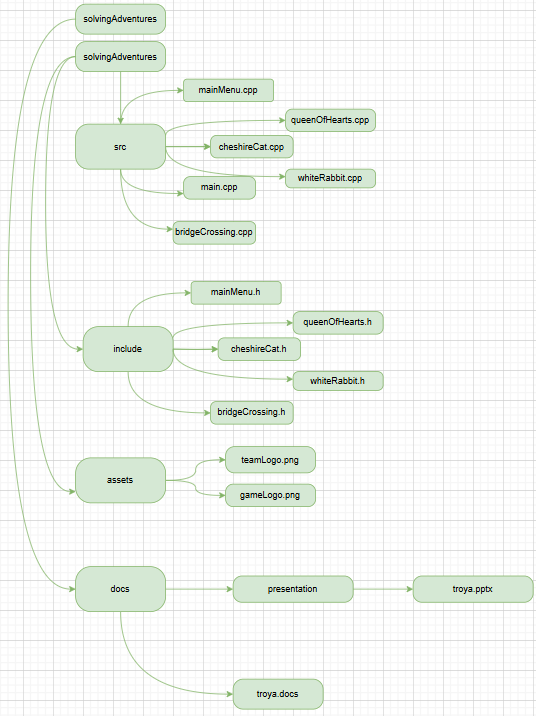 solvingAdventures
solvingAdventures
mainMenu.cpp
queenOfHearts.cpp
src
cheshireCat.cpp
whiteRabbit.cpp
main.cpp
bridgeCrossing.cpp
mainMenu.h
queenOfHearts.h
include
cheshireCat.h
whiteRabbit.h
bridgeCrossing.h
teamLogo.png
assets
gameLogo.png
docs
presentation
troya.pptx
troya.docs